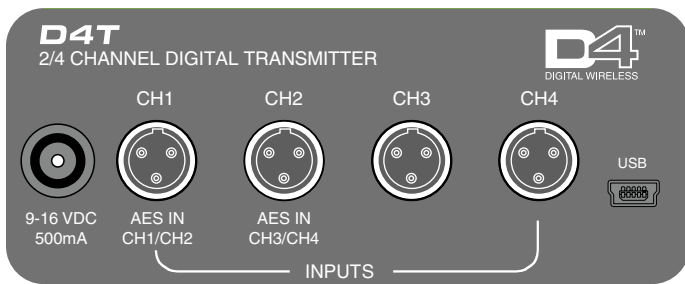 D4T
2/4 CHANNEL DIGITAL TRANSMITTER
D4™
DIGITAL WIRELESS
CH1 CH2 CH3 CH4
USB
9-16 VDC
500mA
AES IN
CH1/CH2
AES IN
CH3/CH4
INPUTS